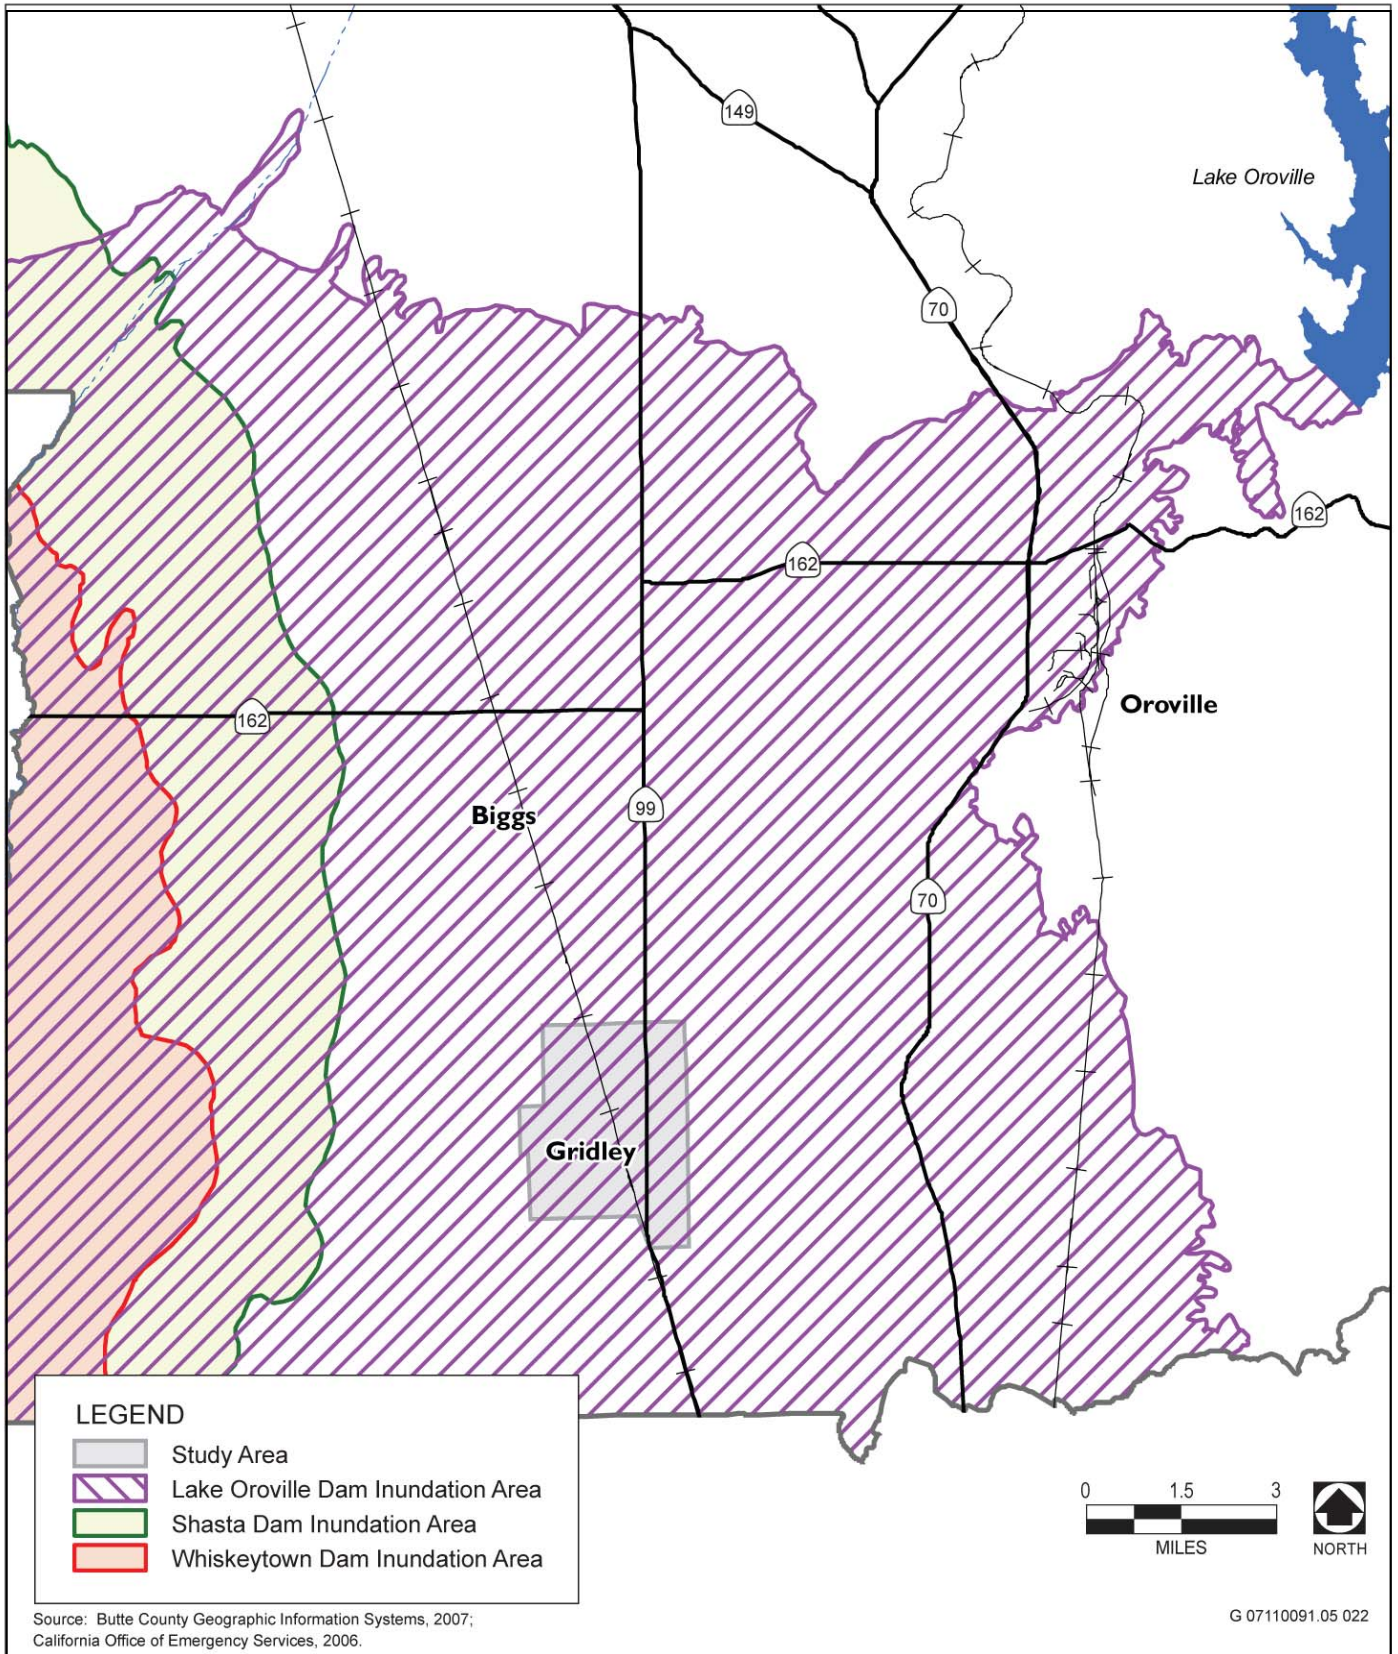 149
Lake Oroville
70
162
162
Oroville
162
Biggs
99
70
Gridley
LEGEND
Study Area
Lake Oroville Dam Inundation Area
Shasta Dam Inundation Area
Whiskeytown Dam Inundation Area
0 1.5 3
MILES
NORTH
Source: Butte County Geographic Information Systems, 2007;
California Office of Emergency Services, 2006.
G 07110091.05 022